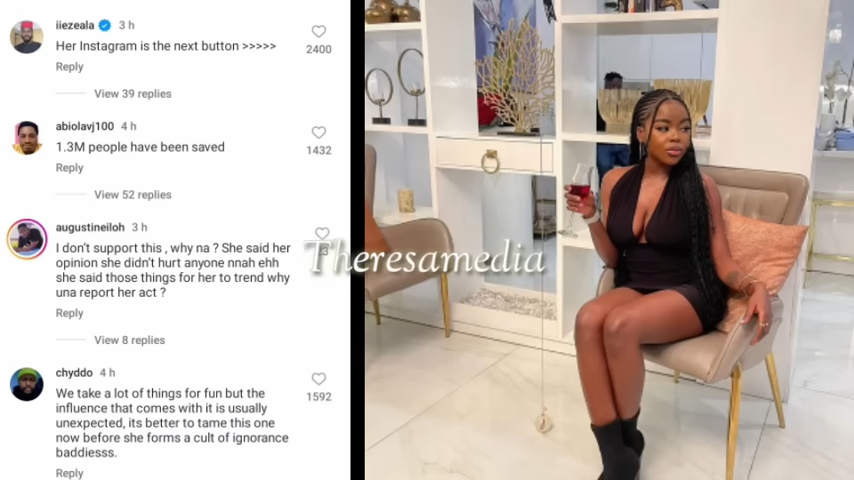 iiezeala 3 h
Her Instagram is the next button >>>>>
2400
Reply
View 39 replies
abiolavj100 4 h
1.3M people have been saved
1432
Reply
View 52 replies
augustineiloh 3 h
I don't support this , why na ? She said her
opinion she didn't hurt anyone nnah ehh
she said those things for her to trend why
una report her act ?
Reply
View 8 replies
Theresamedia
chyddo 4 h
We take a lot of things for fun but the
influence that comes with it is usually
unexpected, its better to tame this one
now before she forms a cult of ignorance
baddiesss.
1592
Reply